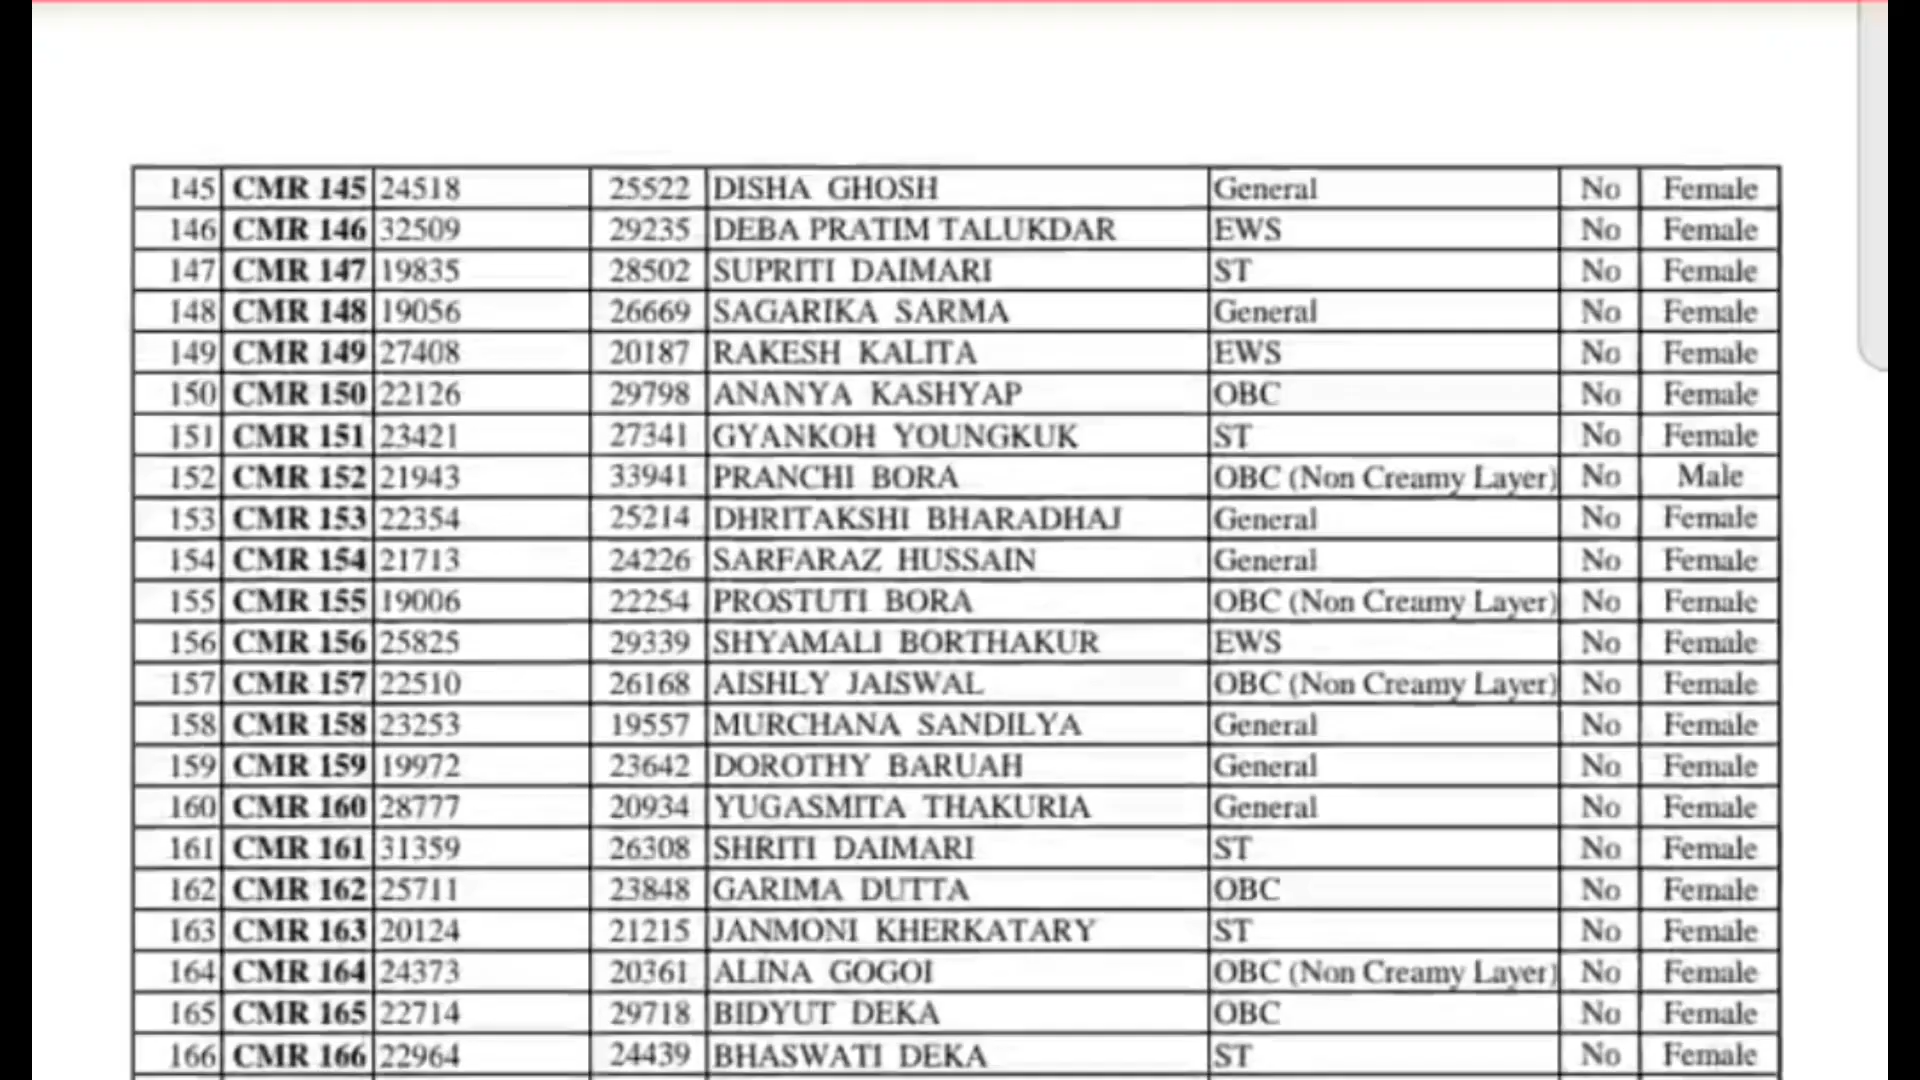 145 CMR 145 24518 25522 DISHA GHOSH General No Female
146 CMR 146 32509 29235 DEBA PRATIM TALUKDAR EWS No Female
147 CMR 147 19835 28502 SUPRITI DAIMARI ST No Female
148 CMR 148 19056 26669 SAGARIKA SARMA General No Female
149 CMR 149 27408 20187 RAKESH KALITA EWS No Female
150 CMR 150 22126 29798 ANANYA KASHYAP OBC No Female
151 CMR 151 23421 27341 GYANKOH YOUNGKUK ST No Female
152 CMR 152 21943 33941 PRANCHI BORA OBC (Non Creamy Layer) No Male
153 CMR 153 22354 25214 DHRITAKSHI BHARADHAJ General No Female
154 CMR 154 21713 24226 SARFARAZ HUSSAIN General No Female
155 CMR 155 19006 22254 PROSTUTI BORA OBC (Non Creamy Layer) No Female
156 CMR 156 25825 29339 SHYAMALI BORTHAKUR EWS No Female
157 CMR 157 22510 26168 AISHLY JAISWAL OBC (Non Creamy Layer) No Female
158 CMR 158 23253 19557 MURCHANA SANDILYA General No Female
159 CMR 159 19972 23642 DOROTHY BARUAH General No Female
160 CMR 160 28777 20934 YUGASMITA THAKURIA General No Female
161 CMR 161 31359 26308 SHRITI DAIMARI ST No Female
162 CMR 162 25711 23848 GARIMA DUTTA OBC No Female
163 CMR 163 20124 21215 JANMONI KHERKATARY ST No Female
164 CMR 164 24373 20361 ALINA GOGOI OBC (Non Creamy Layer) No Female
165 CMR 165 22714 29718 BIDYUT DEKA OBC No Female
166 CMR 166 22964 24439 BHASWATI DEKA ST No Female